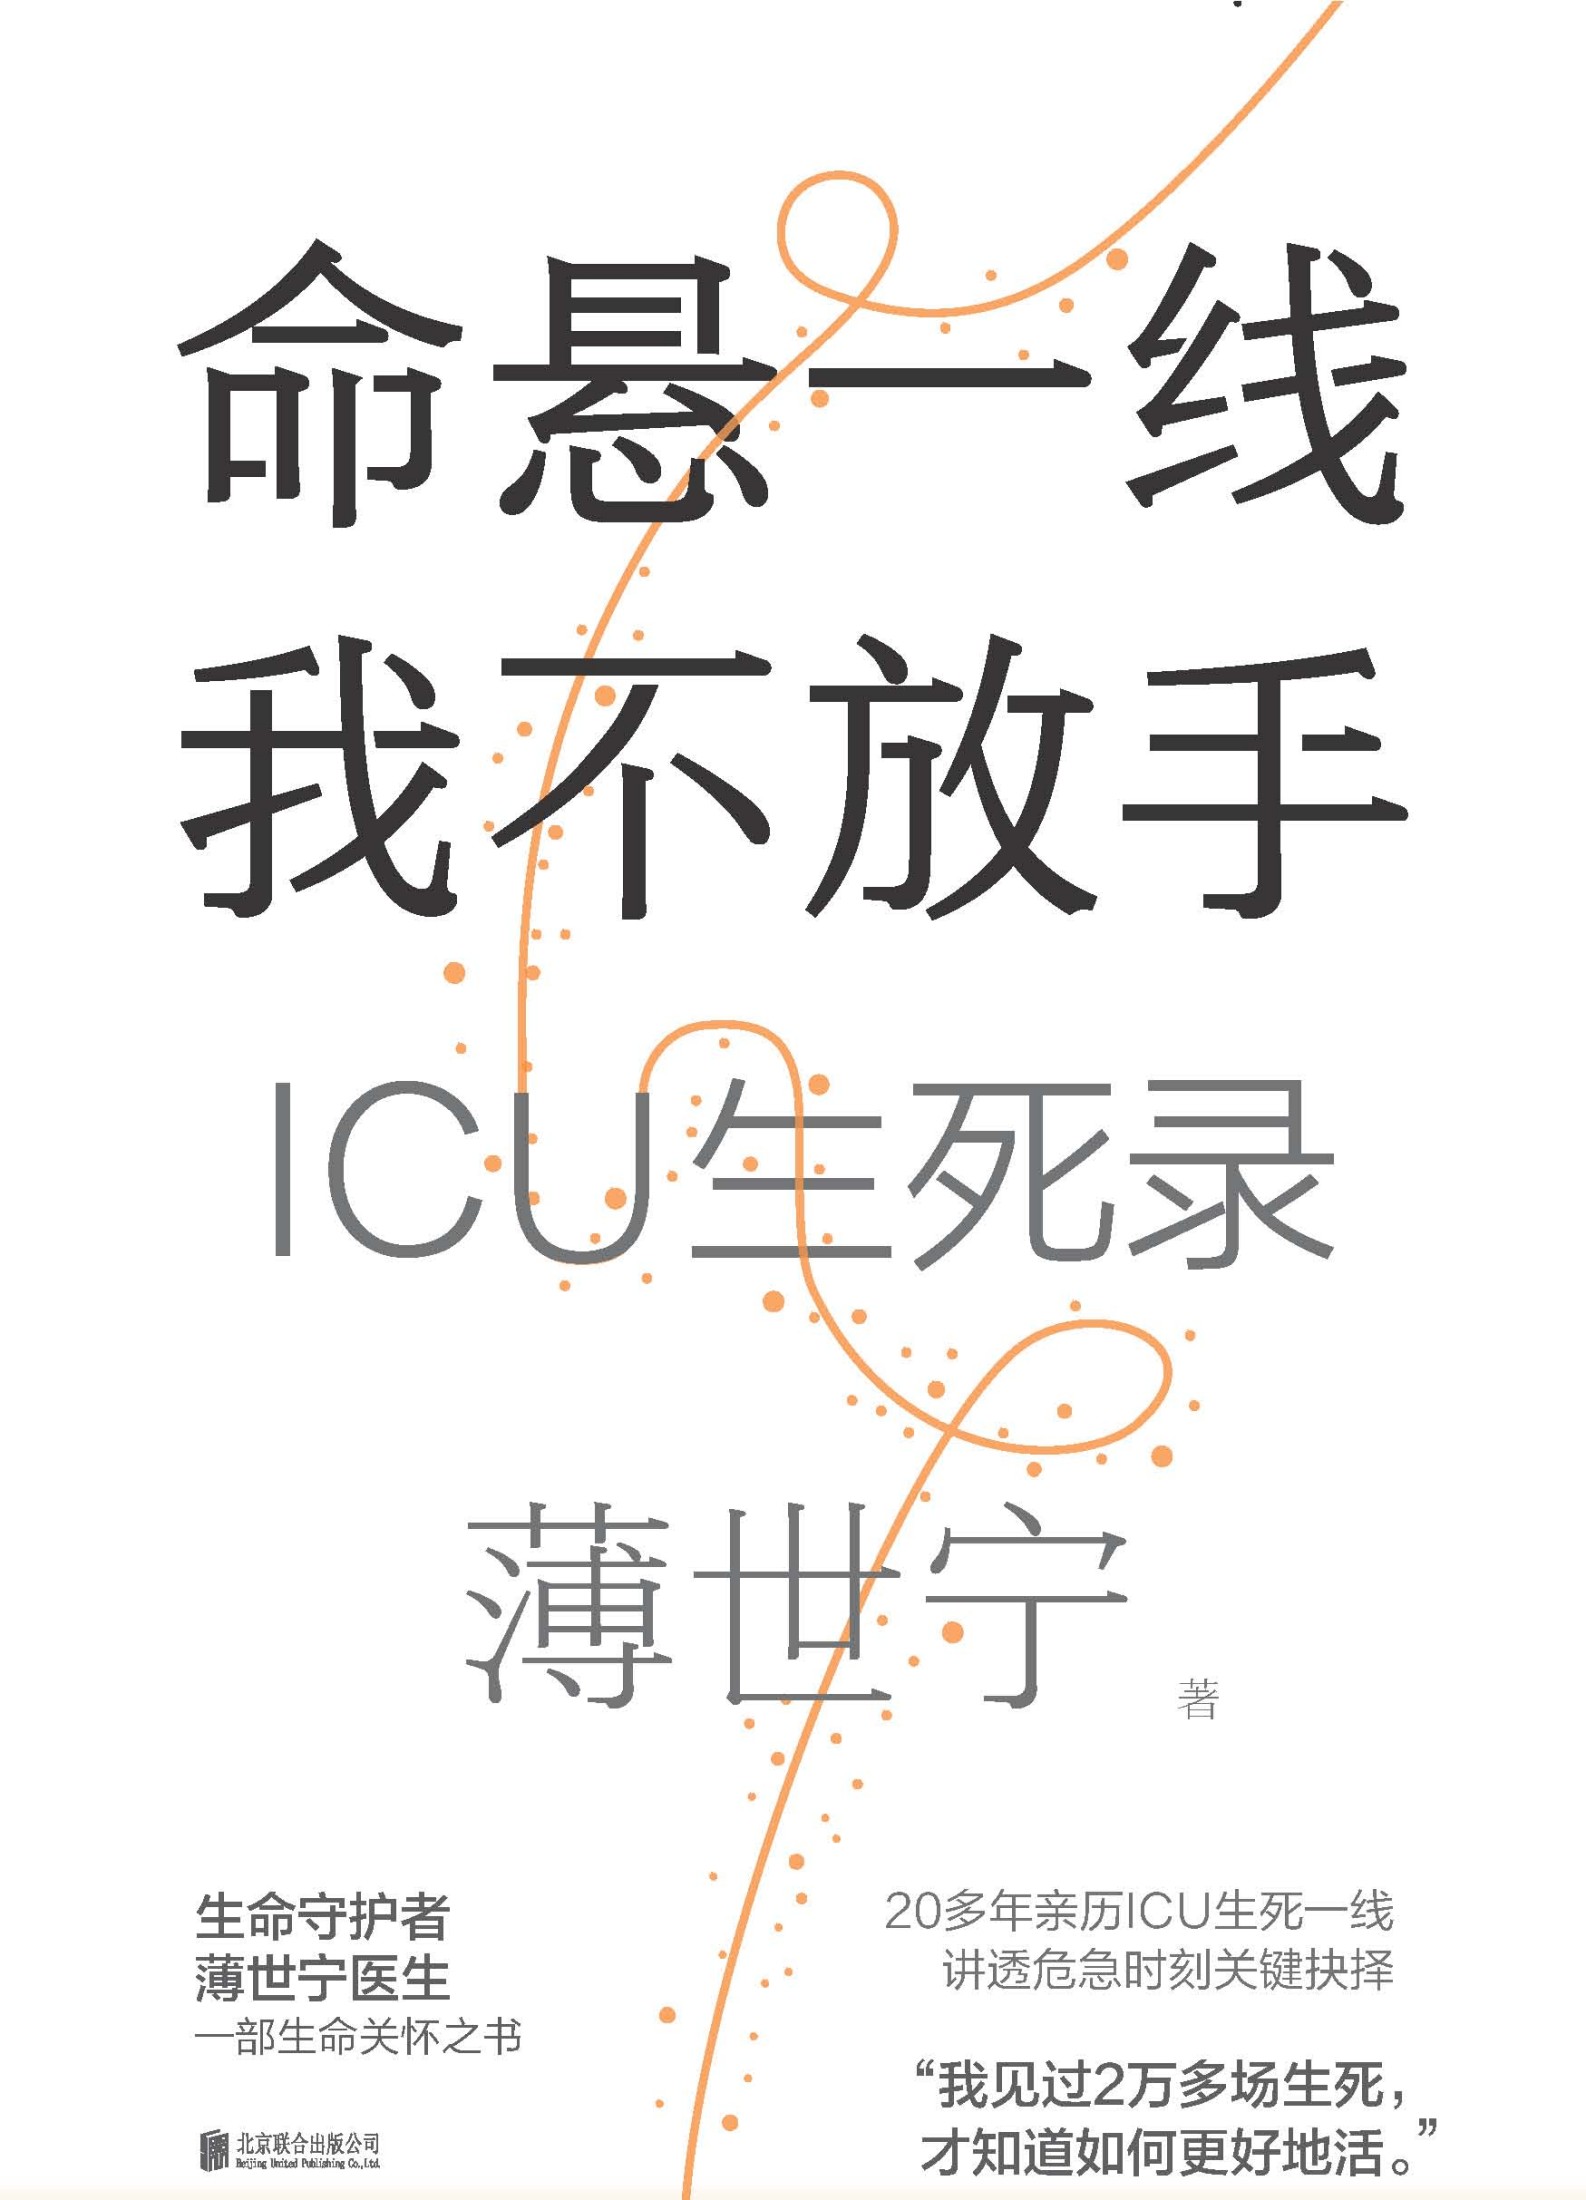 命悬一线
我不放手
ICU生死录
薄世宁 著
生命守护者
薄世宁医生
一部生命关怀之书
20多年亲历ICU生死一线
讲透危急时刻关键抉择
“我见过2万多场生死，
才知道如何更好地活。”
北京联合出版公司
Beijing United Publishing Co.,Ltd.